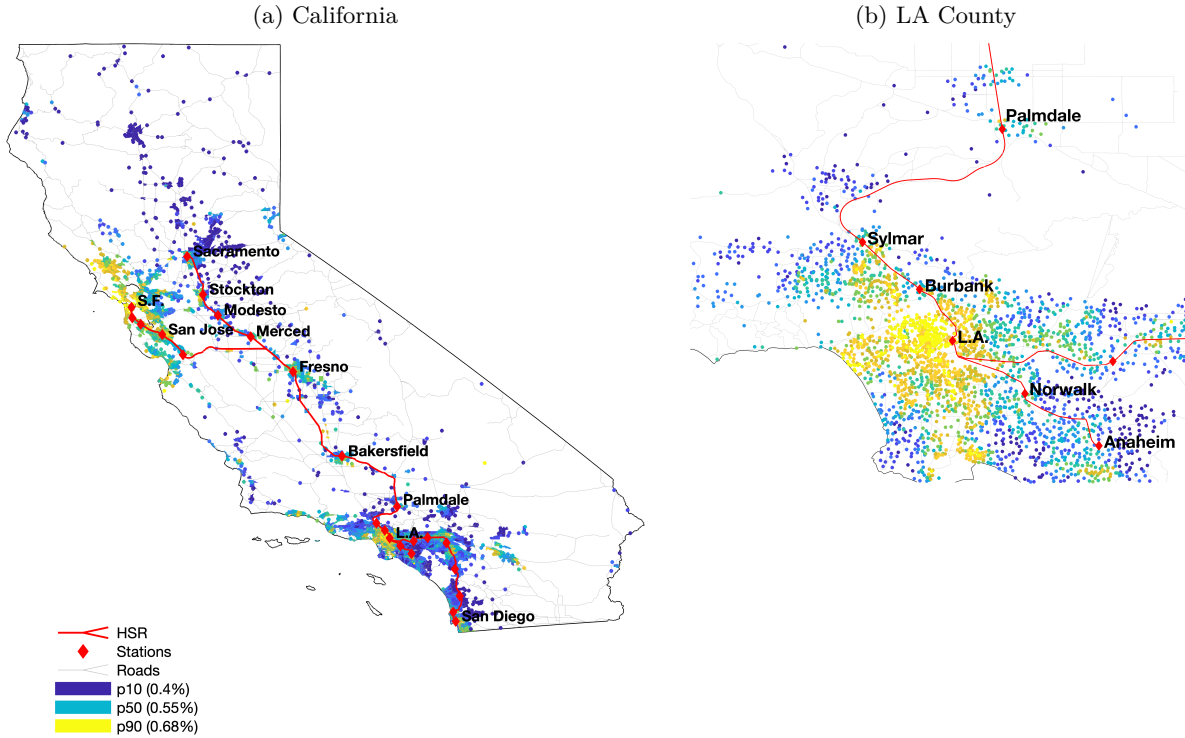 (a) California
Sacramento
Stockton
S.F.
Modesto
San Jose
Merced
Fresno
Bakersfield
Palmdale
L.A.
San Diego
HSR
Stations
Roads
p10 (0.4%)
p50 (0.55%)
p90 (0.68%)
(b) LA County
Palmdale
Sylmar
Burbank
L.A.
Norwalk
Anaheim